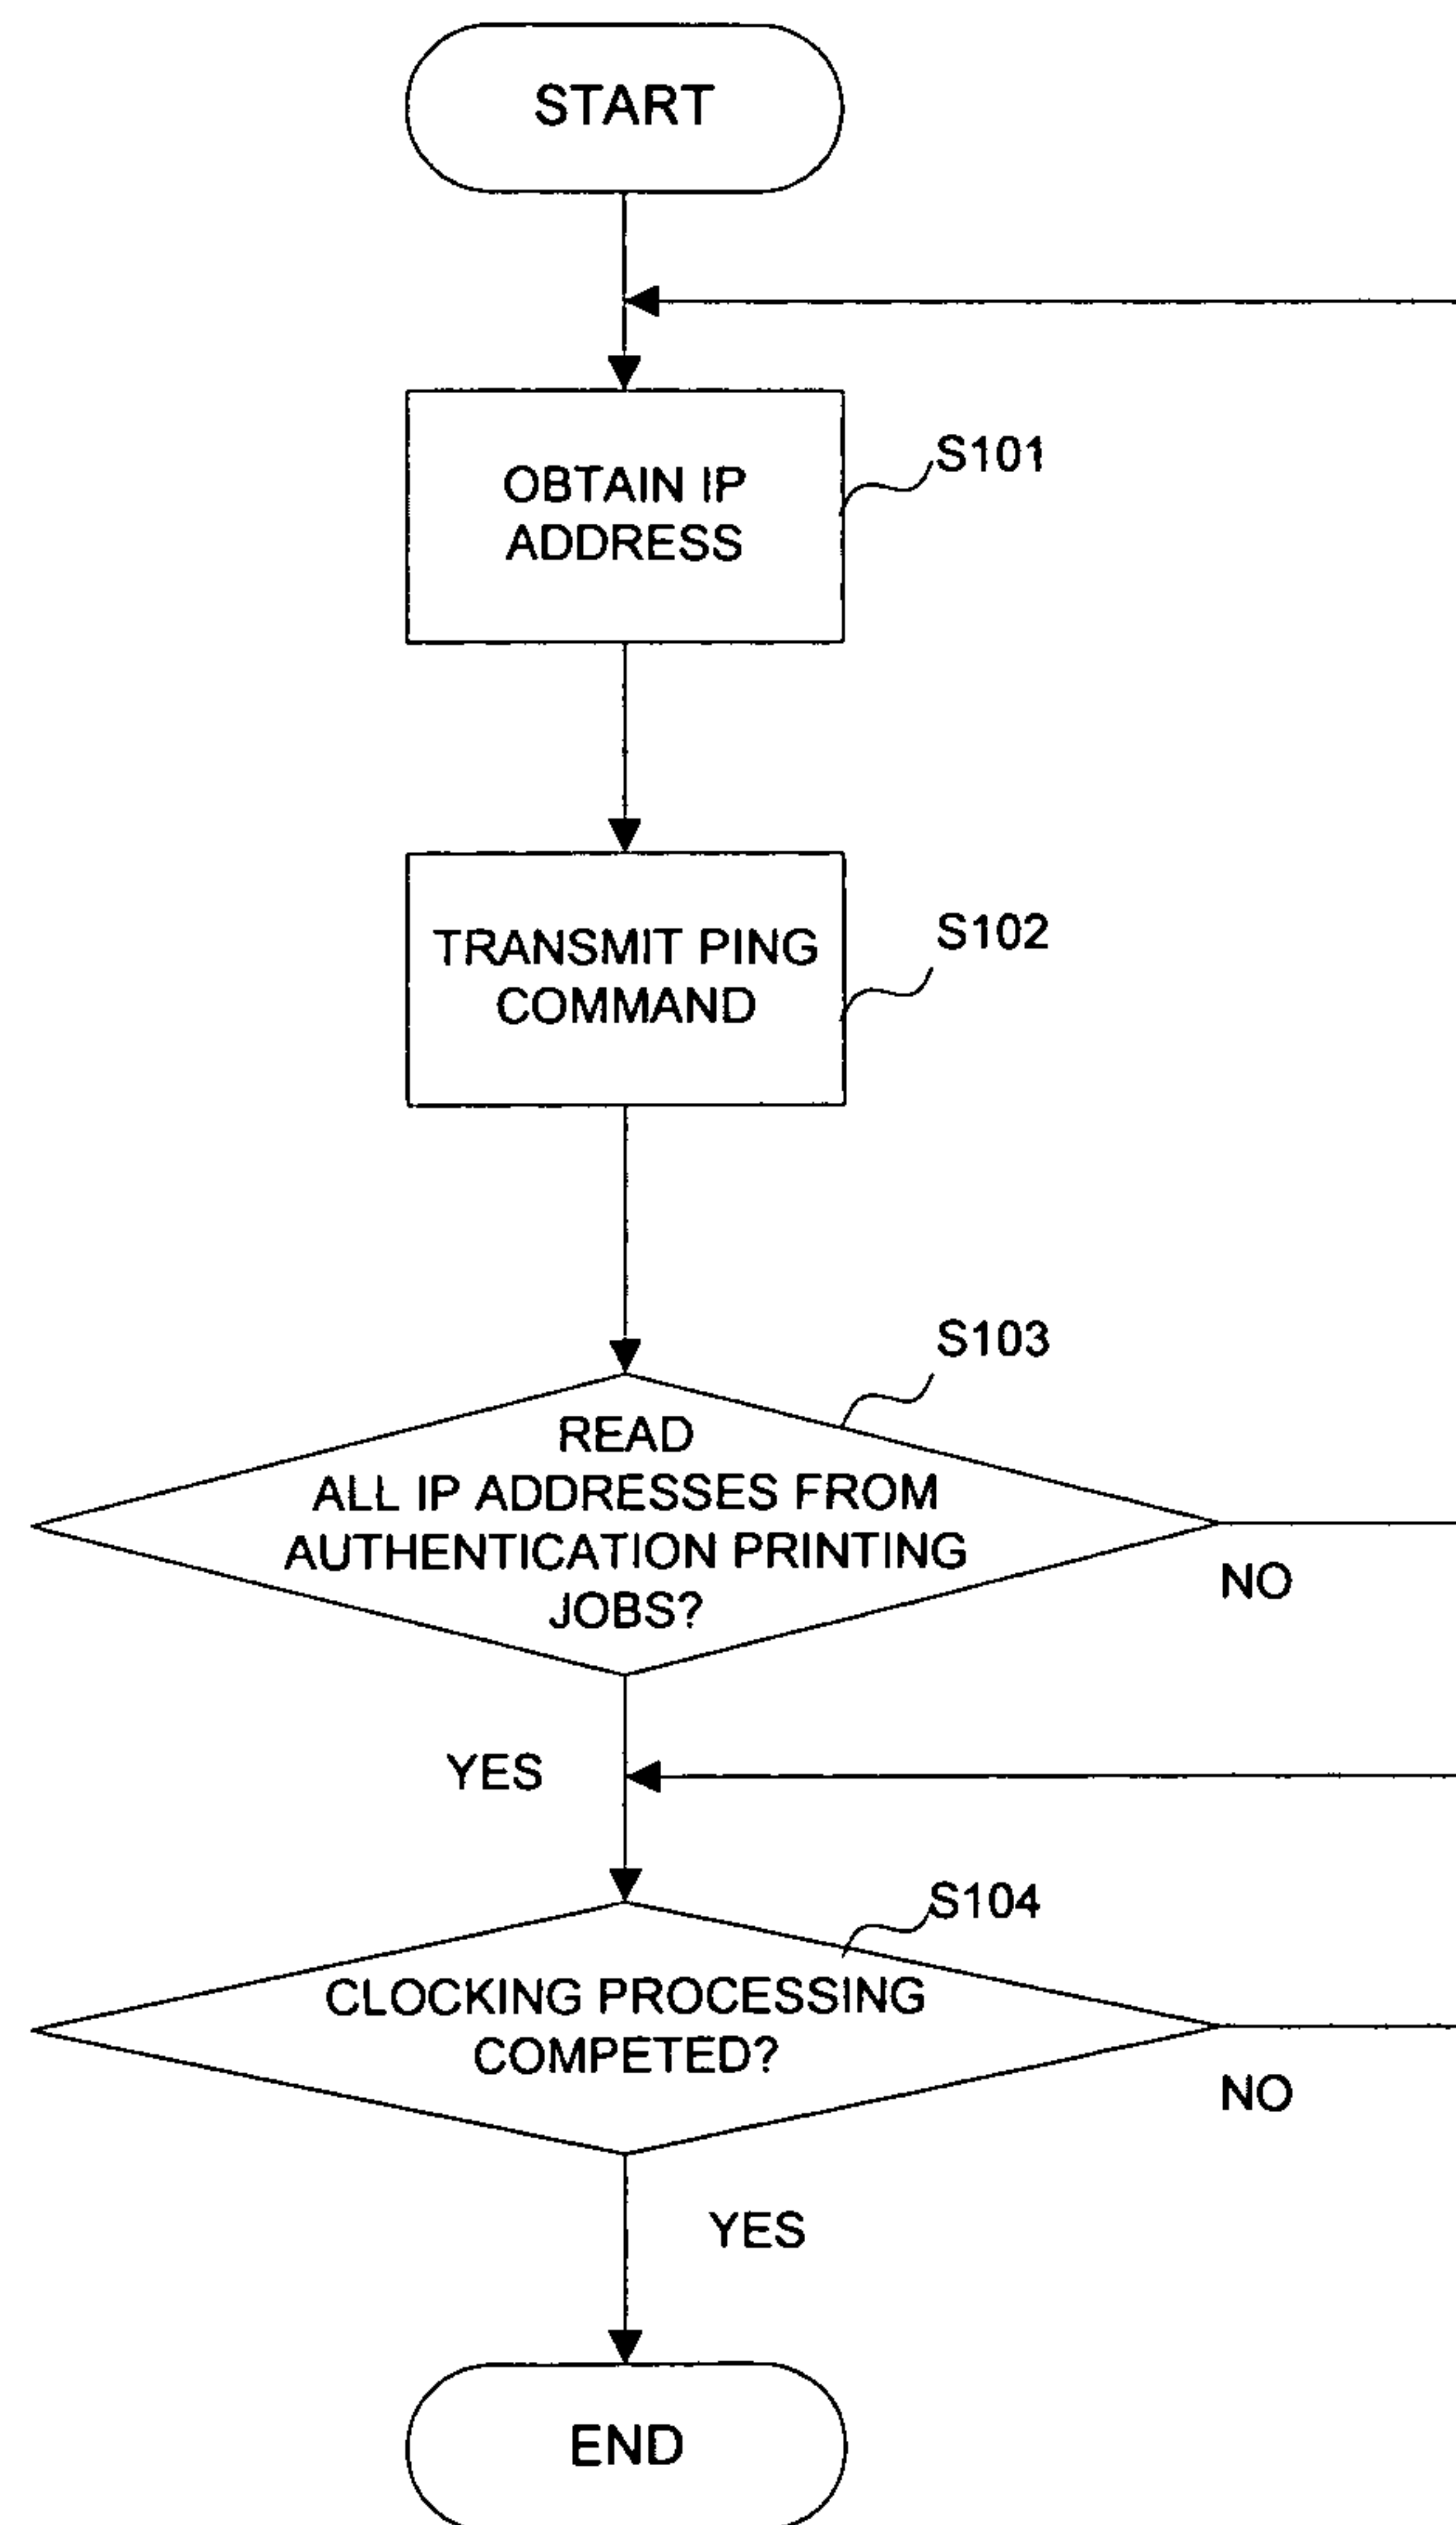 START
OBTAIN IP
ADDRESS
S101
TRANSMIT PING
COMMAND
S102
S103
READ
ALL IP ADDRESSES FROM
AUTHENTICATION PRINTING
JOBS?
NO
YES
S104
CLOCKING PROCESSING
COMPETED?
NO
YES
END